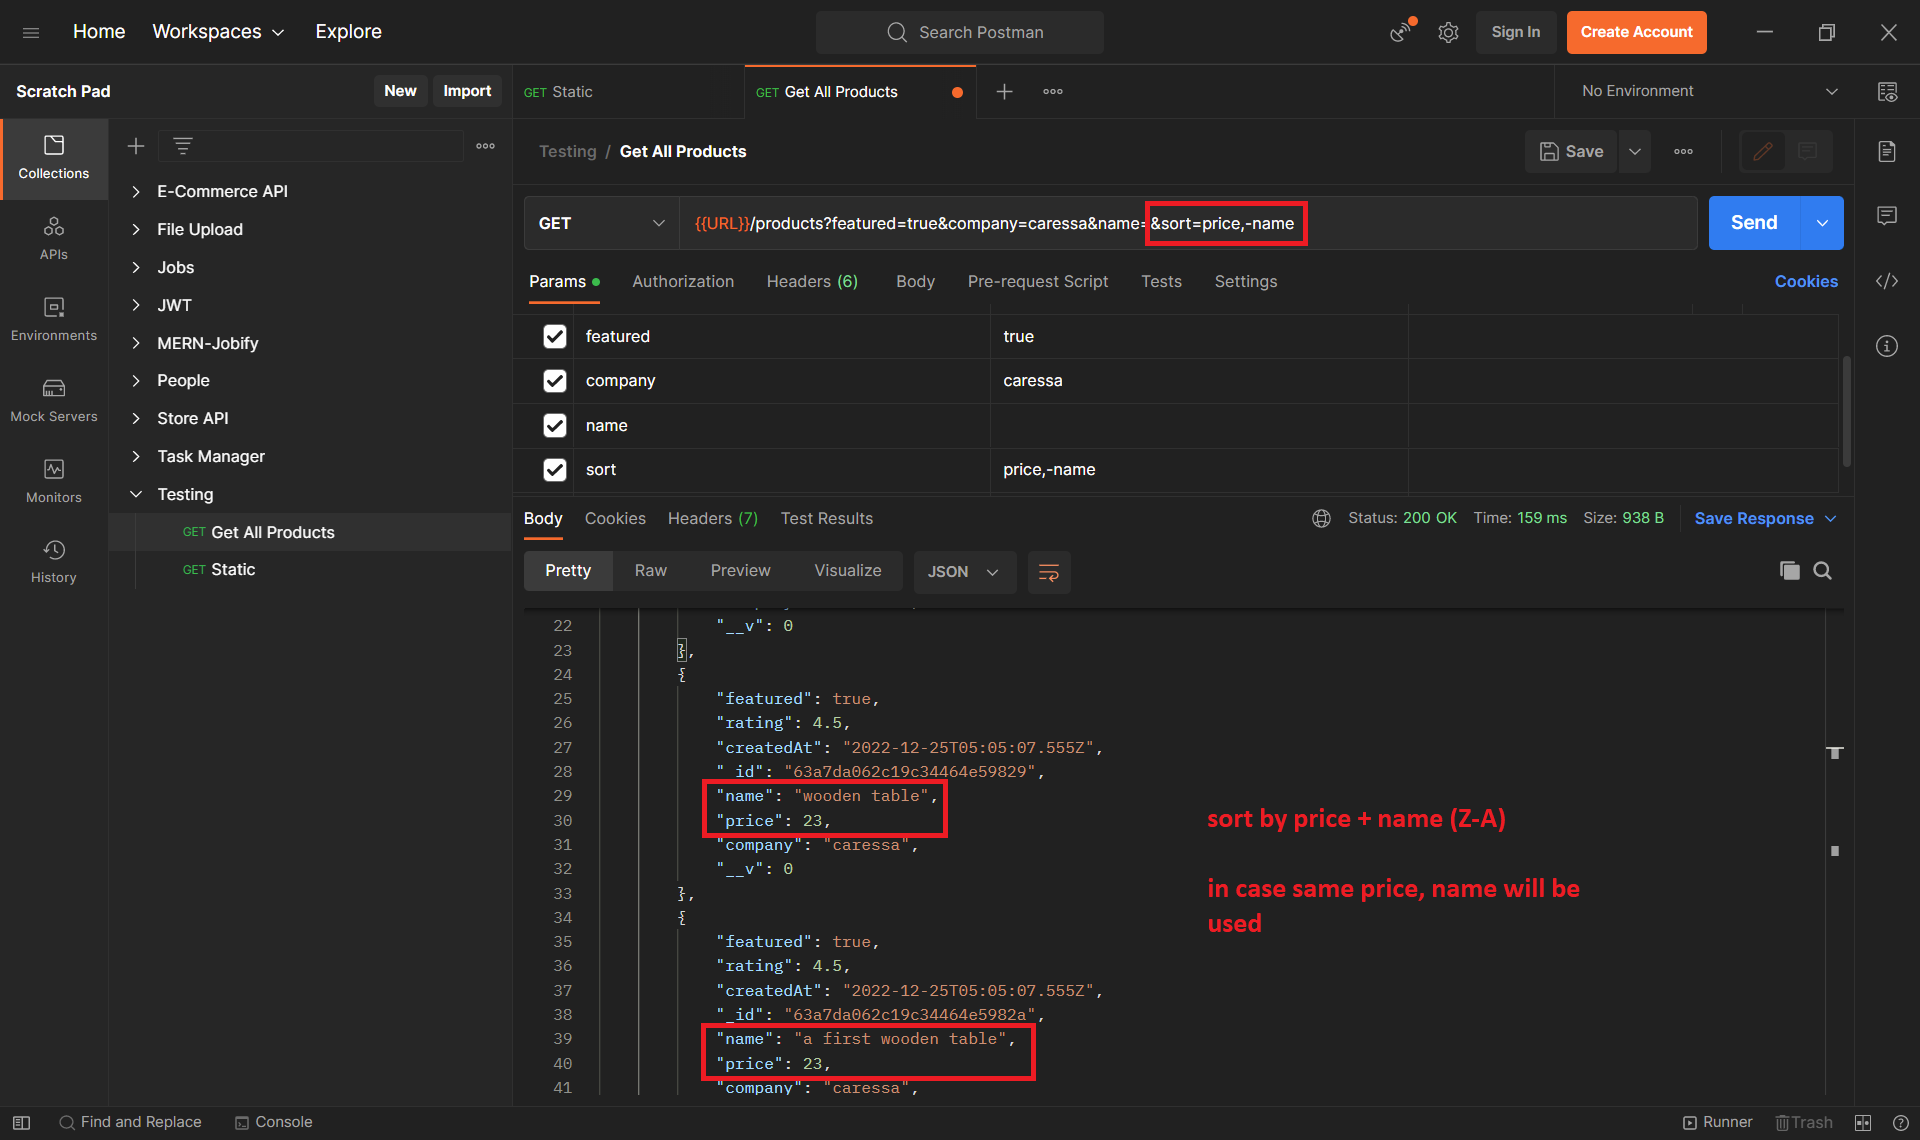 Home Workspaces Explore Search Postman Sign In Create Account
Scratch Pad New Import GET Static GET Get All Products No Environment
Collections
APIs
Environments
Mock Servers
Monitors
History
E-Commerce API
File Upload
Jobs
JWT
MERN-Jobify
People
Store API
Task Manager
Testing
GET Get All Products
GET Static
Testing / Get All Products Save
GET {{URL}}/products?featured=true&company=caressa&name=&sort=price,-name Send
Params Authorization Headers (6) Body Pre-request Script Tests Settings Cookies
featured true
company caressa
name
sort price,-name
Body Cookies Headers (7) Test Results Status: 200 OK Time: 159 ms Size: 938 B Save Response
Pretty Raw Preview Visualize JSON
22 "__v": 0
23 },
24 {
25 "featured": true,
26 "rating": 4.5,
27 "createdAt": "2022-12-25T05:05:07.555Z",
28 "_id": "63a7da062c19c34464e59829",
29 "name": "wooden table",
30 "price": 23,
31 "company": "caressa",
32 "__v": 0
33 },
34 {
35 "featured": true,
36 "rating": 4.5,
37 "createdAt": "2022-12-25T05:05:07.555Z",
38 "_id": "63a7da062c19c34464e5982a",
39 "name": "a first wooden table",
40 "price": 23,
41 "company": "caressa",
sort by price + name (Z-A)
in case same price, name will be
used
Find and Replace Console Runner Trash